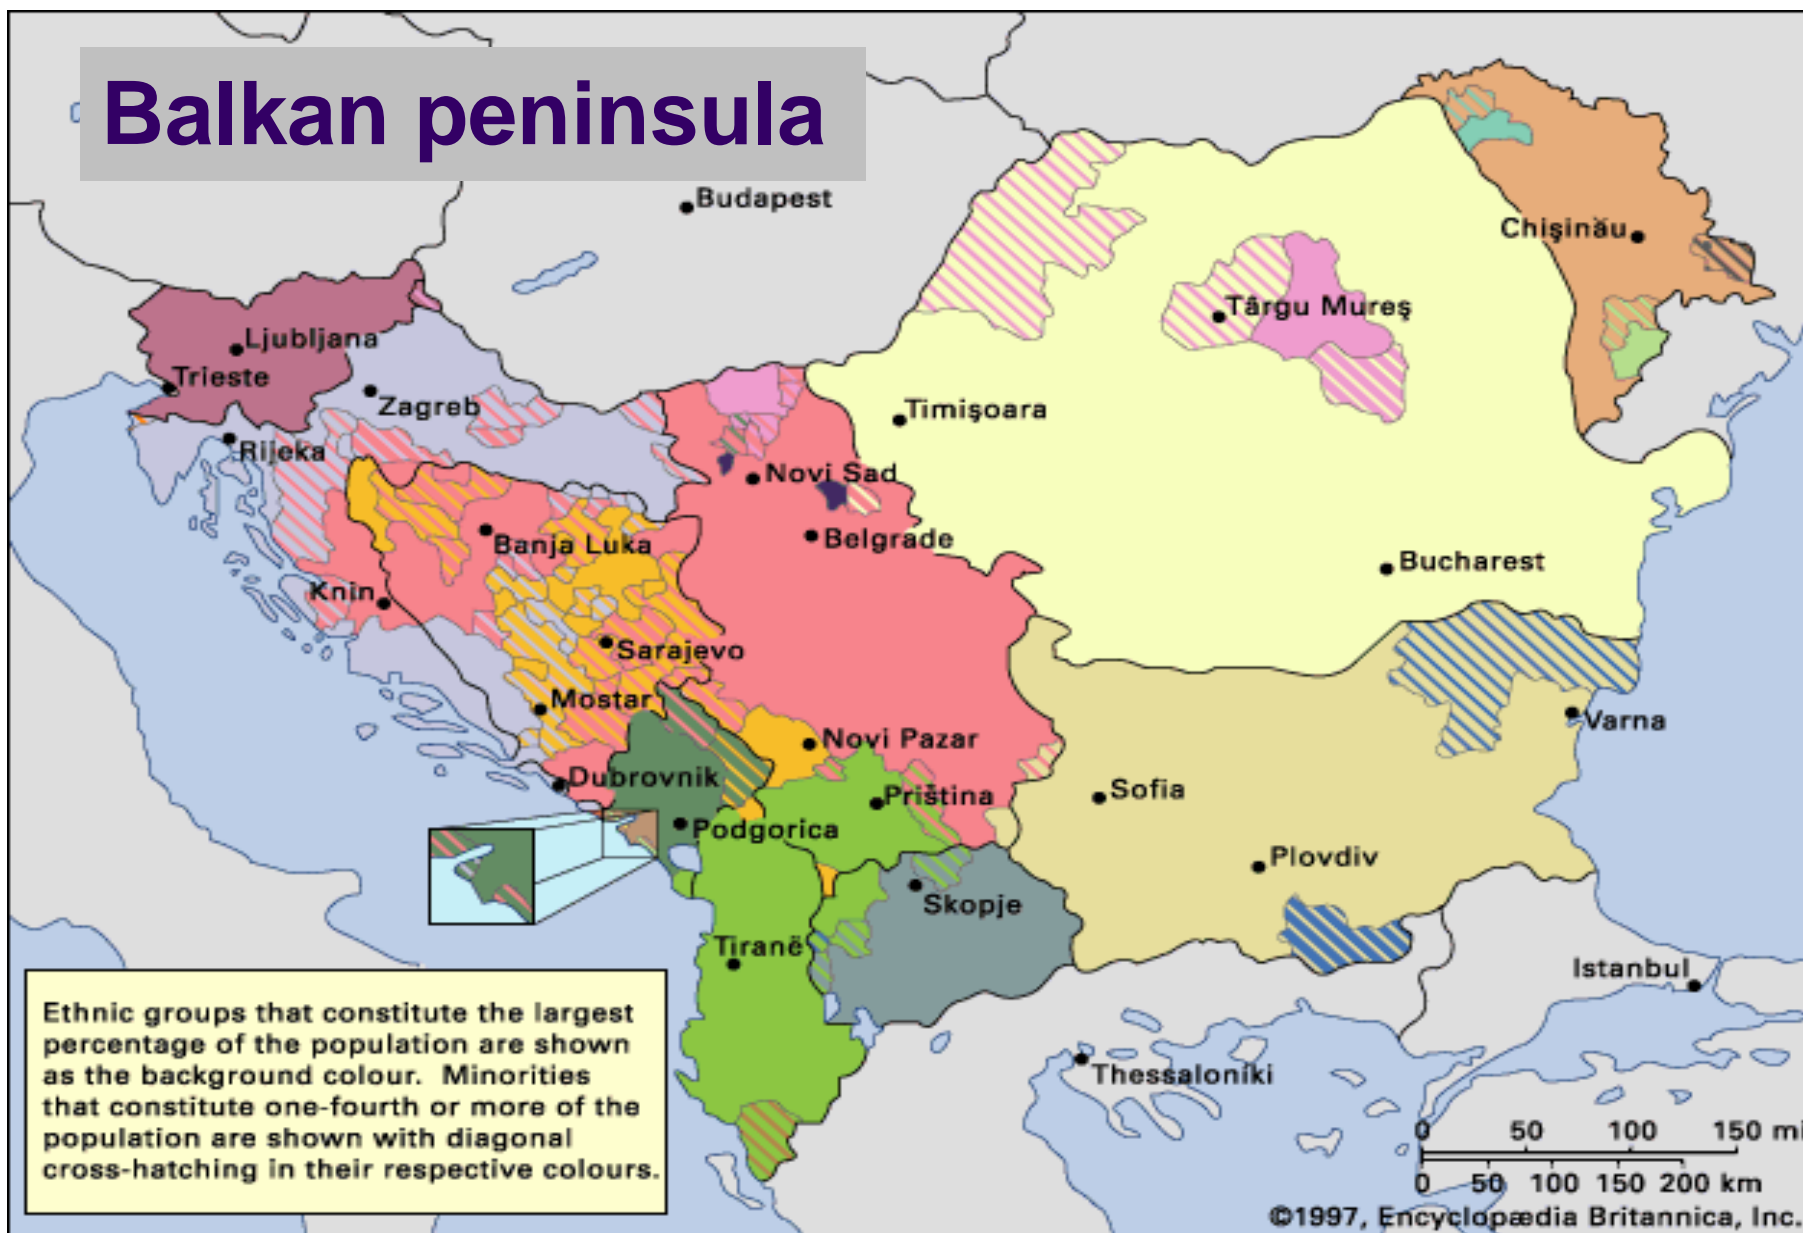 Balkan peninsula
Budapest
Chişinău
Târgu Mureş
Ljubljana
Trieste
Zagreb
Timişoara
Rijeka
Novi Sad
Banja Luka
Belgrade
Bucharest
Knin
Sarajevo
Mostar
Varna
Novi Pazar
Dubrovnik
Priština
Sofia
Podgorica
Plovdiv
Skopje
Tiranë
Istanbul
Thessaloniki
Ethnic groups that constitute the largest
percentage of the population are shown
as the background colour. Minorities
that constitute one-fourth or more of the
population are shown with diagonal
cross-hatching in their respective colours.
0 50 100 150 mi
0 50 100 150 200 km
©1997, Encyclopædia Britannica, Inc.